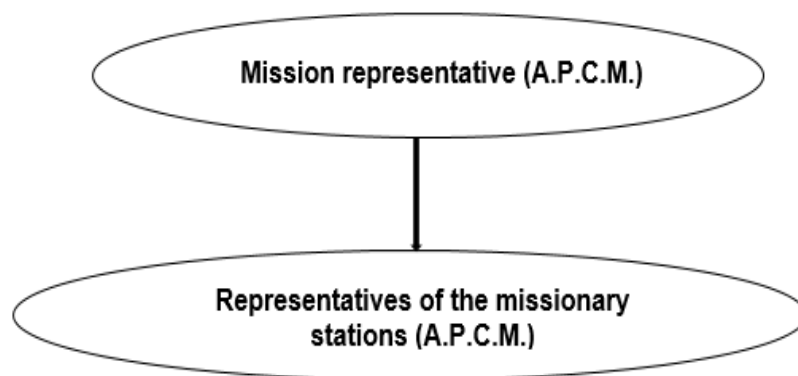 Mission representative (A.P.C.M.)
Representatives of the missionary
stations (A.P.C.M.)